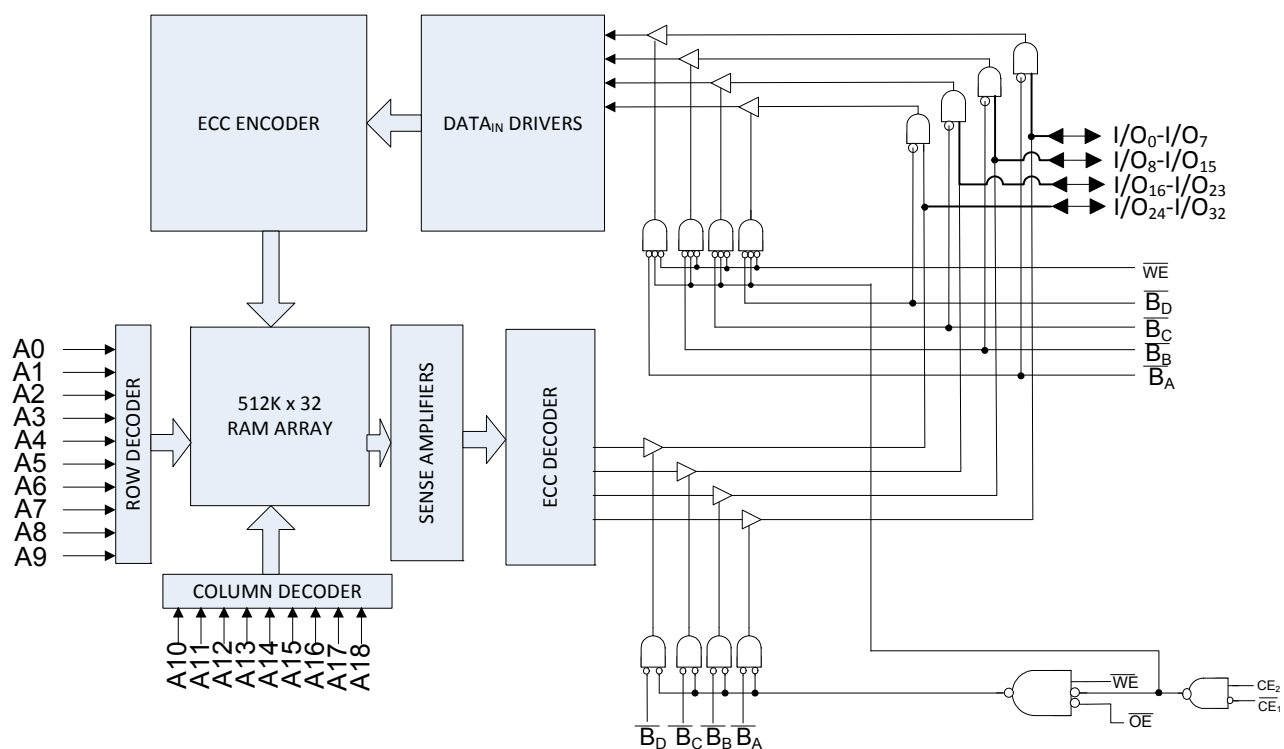 ECC ENCODER
DATAIN DRIVERS
I/O0-I/O7
I/O8-I/O15
I/O16-I/O23
I/O24-I/O32
WE
BD
BC
BB
BA
A0
A1
A2
A3
A4
A5
A6
A7
A8
A9
ROW DECODER
512K x 32
RAM ARRAY
SENSE AMPLIFIERS
ECC DECODER
COLUMN DECODER
A10
A11
A12
A13
A14
A15
A16
A17
A18
BD
BC
BB
BA
WE
OE
CE2
CE1